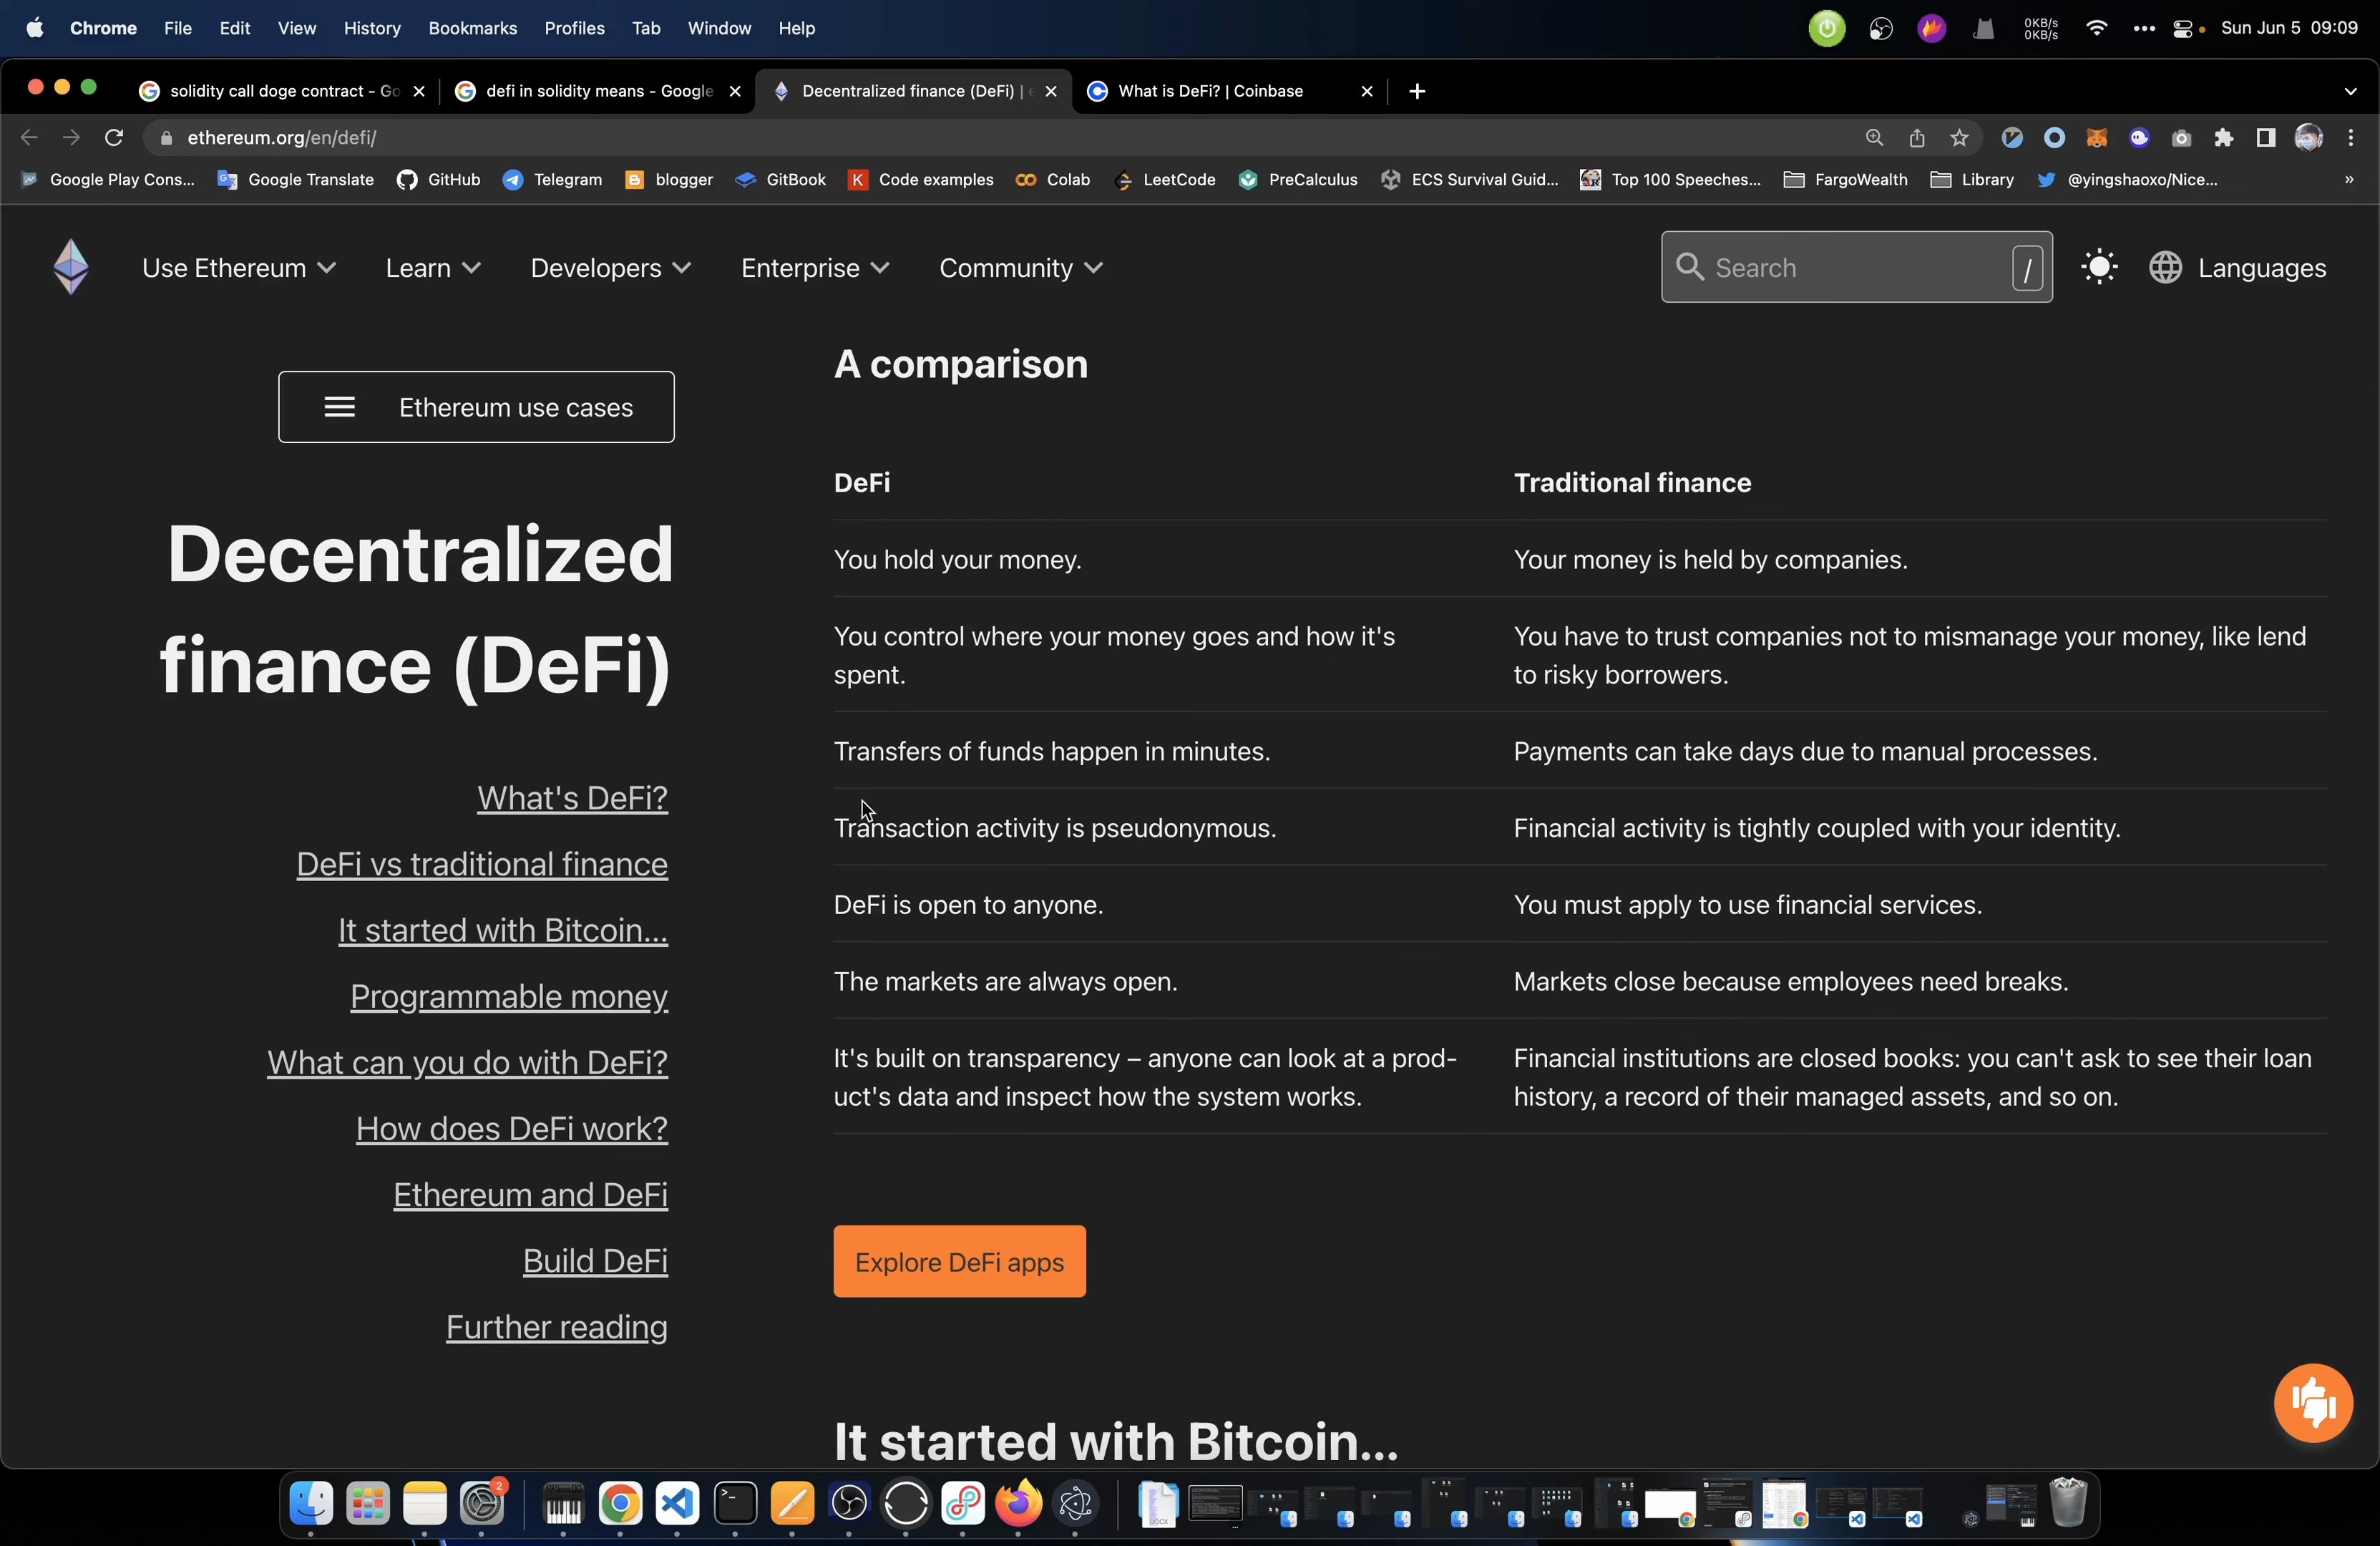 Chrome File Edit View History Bookmarks Profiles Tab Window Help 0KB/s 0KB/s Sun Jun 5 09:09
solidity call doge contract - Go defi in solidity means - Google Decentralized finance (DeFi) | e What is DeFi? | Coinbase
ethereum.org/en/defi/
Google Play Cons... Google Translate GitHub Telegram blogger GitBook Code examples Colab LeetCode PreCalculus ECS Survival Guid... Top 100 Speeches... FargoWealth Library @yingshaoxo/Nice... »
Use Ethereum Learn Developers Enterprise Community Search / Languages
Ethereum use cases
Decentralized
finance (DeFi)
What's DeFi?
DeFi vs traditional finance
It started with Bitcoin...
Programmable money
What can you do with DeFi?
How does DeFi work?
Ethereum and DeFi
Build DeFi
Further reading
A comparison
DeFi Traditional finance
You hold your money. Your money is held by companies.
You control where your money goes and how it's
spent.
You have to trust companies not to mismanage your money, like lend
to risky borrowers.
Transfers of funds happen in minutes. Payments can take days due to manual processes.
Transaction activity is pseudonymous. Financial activity is tightly coupled with your identity.
DeFi is open to anyone. You must apply to use financial services.
The markets are always open. Markets close because employees need breaks.
It's built on transparency – anyone can look at a prod-
uct's data and inspect how the system works.
Financial institutions are closed books: you can't ask to see their loan
history, a record of their managed assets, and so on.
Explore DeFi apps
It started with Bitcoin...
2
DOCX